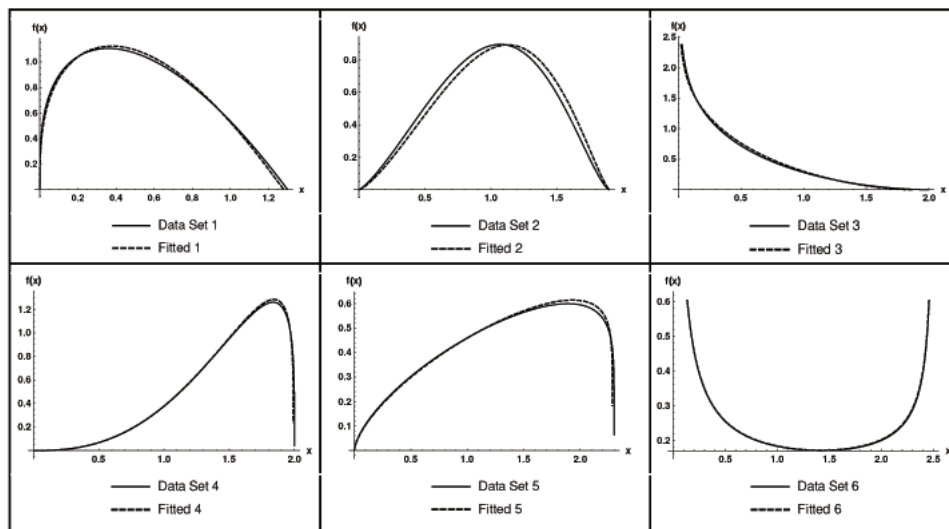 f(x)
1.0
0.8
0.6
0.4
0.2
0.2 0.4 0.6 0.8 1.0 1.2
x
Data Set 1
Fitted 1
f(x)
0.8
0.6
0.4
0.2
0.5 1.0 1.5
x
Data Set 2
Fitted 2
f(x)
2.5
2.0
1.5
1.0
0.5
0.5 1.0 1.5 2.0
x
Data Set 3
Fitted 3
f(x)
1.2
1.0
0.8
0.6
0.4
0.2
0.5 1.0 1.5 2.0
x
Data Set 4
Fitted 4
f(x)
0.6
0.5
0.4
0.3
0.2
0.1
0.5 1.0 1.5 2.0
x
Data Set 5
Fitted 5
f(x)
0.6
0.5
0.4
0.3
0.2
0.5 1.0 1.5 2.0 2.5
x
Data Set 6
Fitted 6